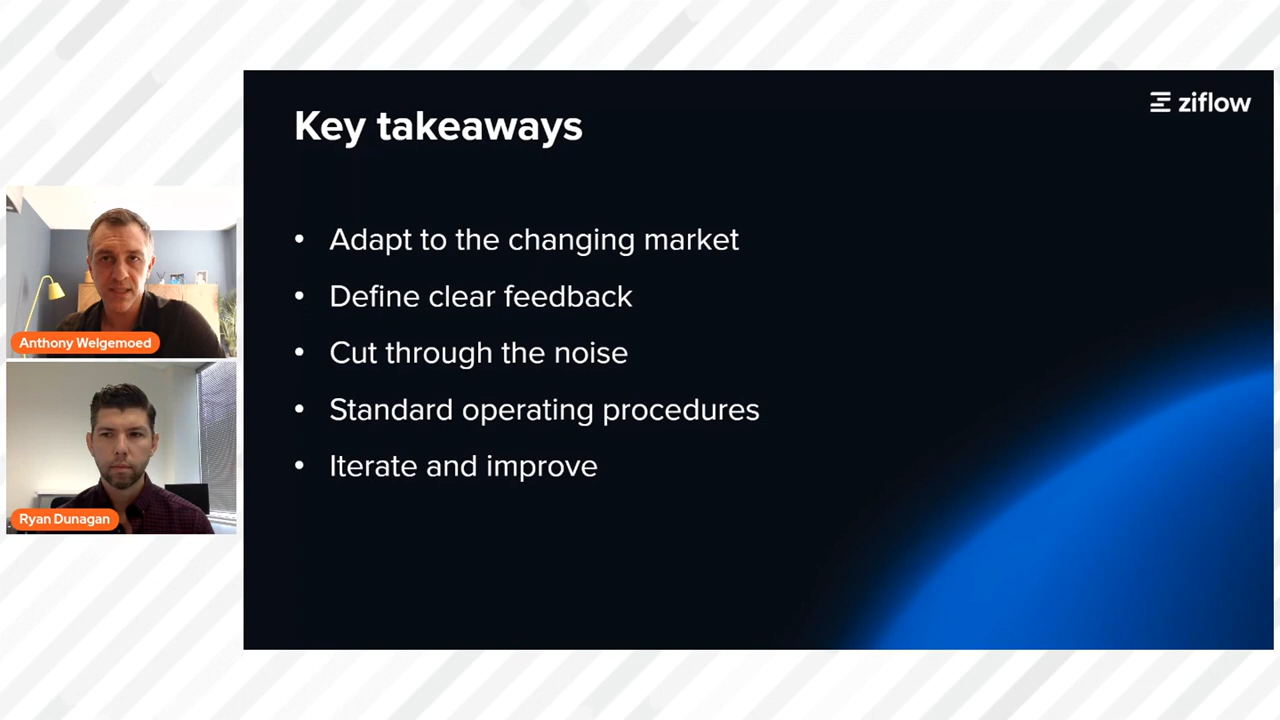 ziflow
Key takeaways
• Adapt to the changing market
• Define clear feedback
• Cut through the noise
• Standard operating procedures
• Iterate and improve
Anthony Welgemoed
Ryan Dunagan